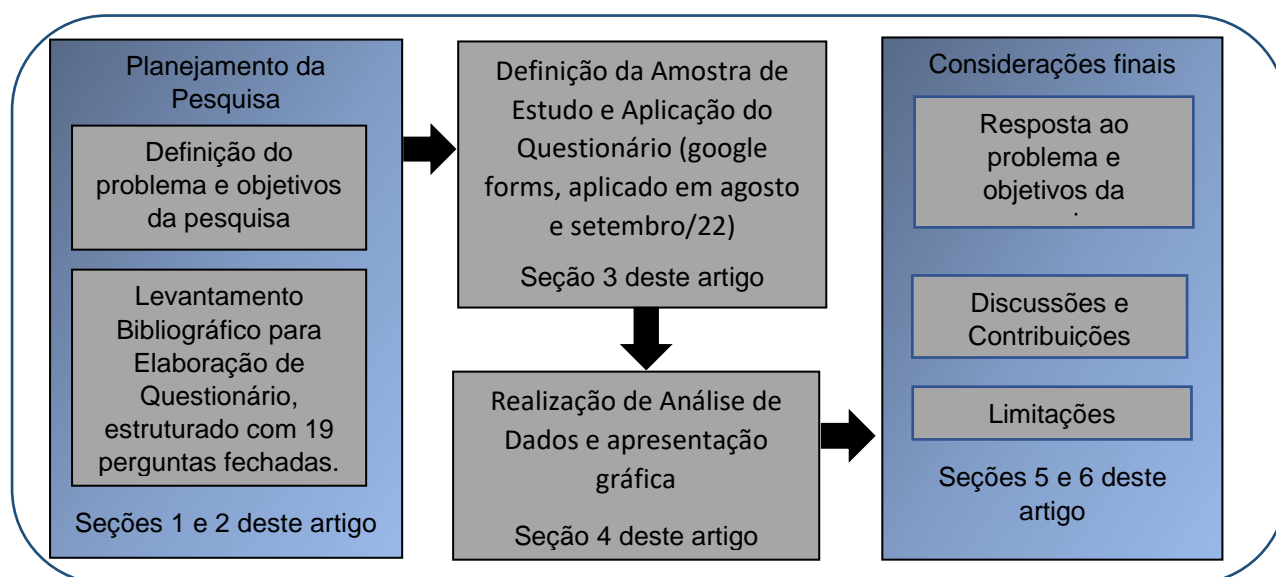 Planejamento da
Pesquisa
Definição do
problema e objetivos
da pesquisa
Levantamento
Bibliográfico para
Elaboração de
Questionário,
estruturado com 19
perguntas fechadas.
Seções 1 e 2 deste artigo
Definição da Amostra de
Estudo e Aplicação do
Questionário (google
forms, aplicado em agosto
e setembro/22)
Seção 3 deste artigo
Realização de Análise de
Dados e apresentação
gráfica
Seção 4 deste artigo
Considerações finais
Resposta ao
problema e
objetivos da
Discussões e
Contribuições
Limitações
Seções 5 e 6 deste
artigo